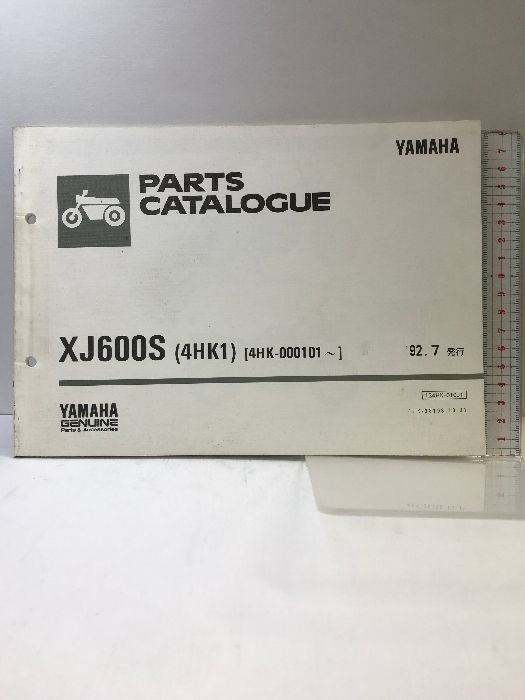 YAMAHA
PARTS
CATALOGUE
XJ600S (4HK1) [4HK-000101 ~]
'92.7 発行
YAMAHA
GENUINE
Parts & Accessories